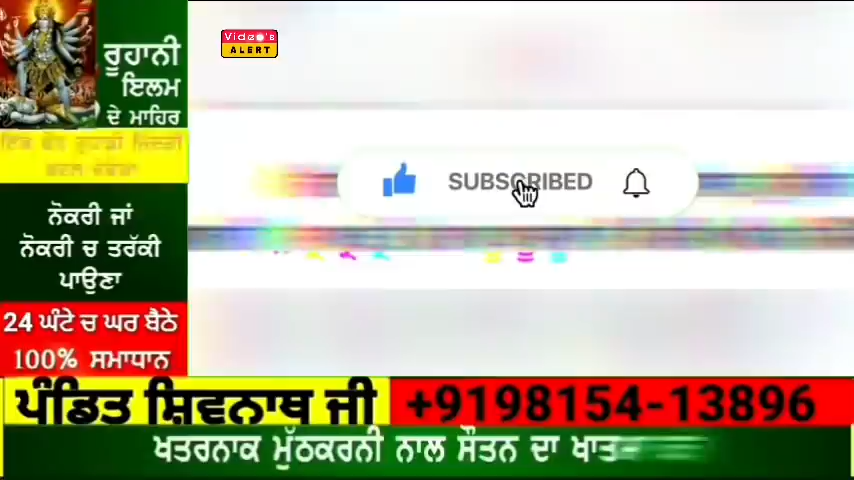 ਰੂਹਾਨੀ
ਇਲਮ
ਦੇ ਮਾਹਿਰ
Video's
ALERT
SUBSCRIBED
ਨੋਕਰੀ ਜਾਂ
ਨੋਕਰੀ ਚ ਤਰੱਕੀ
ਪਾਉਣਾ
24 ਘੰਟੇ ਚ ਘਰ ਬੈਠੇ
100% ਸਮਾਧਾਨ
ਪੰਡਿਤ ਸ਼ਿਵਨਾਥ ਜੀ +9198154-13896
ਖਤਰਨਾਕ ਮੁੱਠਕਰਨੀ ਨਾਲ ਸੌਤਨ ਦਾ